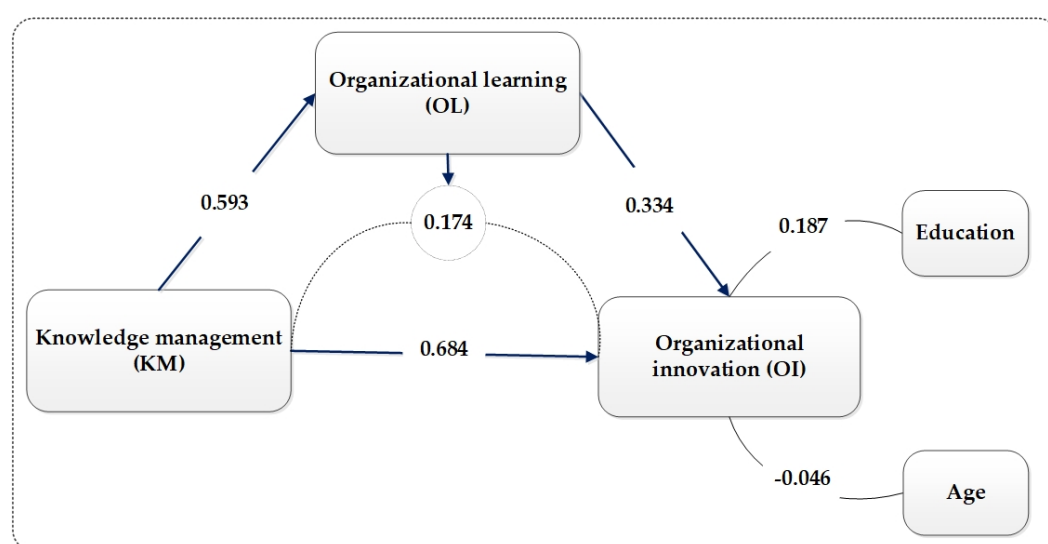 Organizational learning
(OL)
0.593
0.174
0.334
0.187
Education
Knowledge management
(KM)
0.684
Organizational
innovation (OI)
-0.046
Age